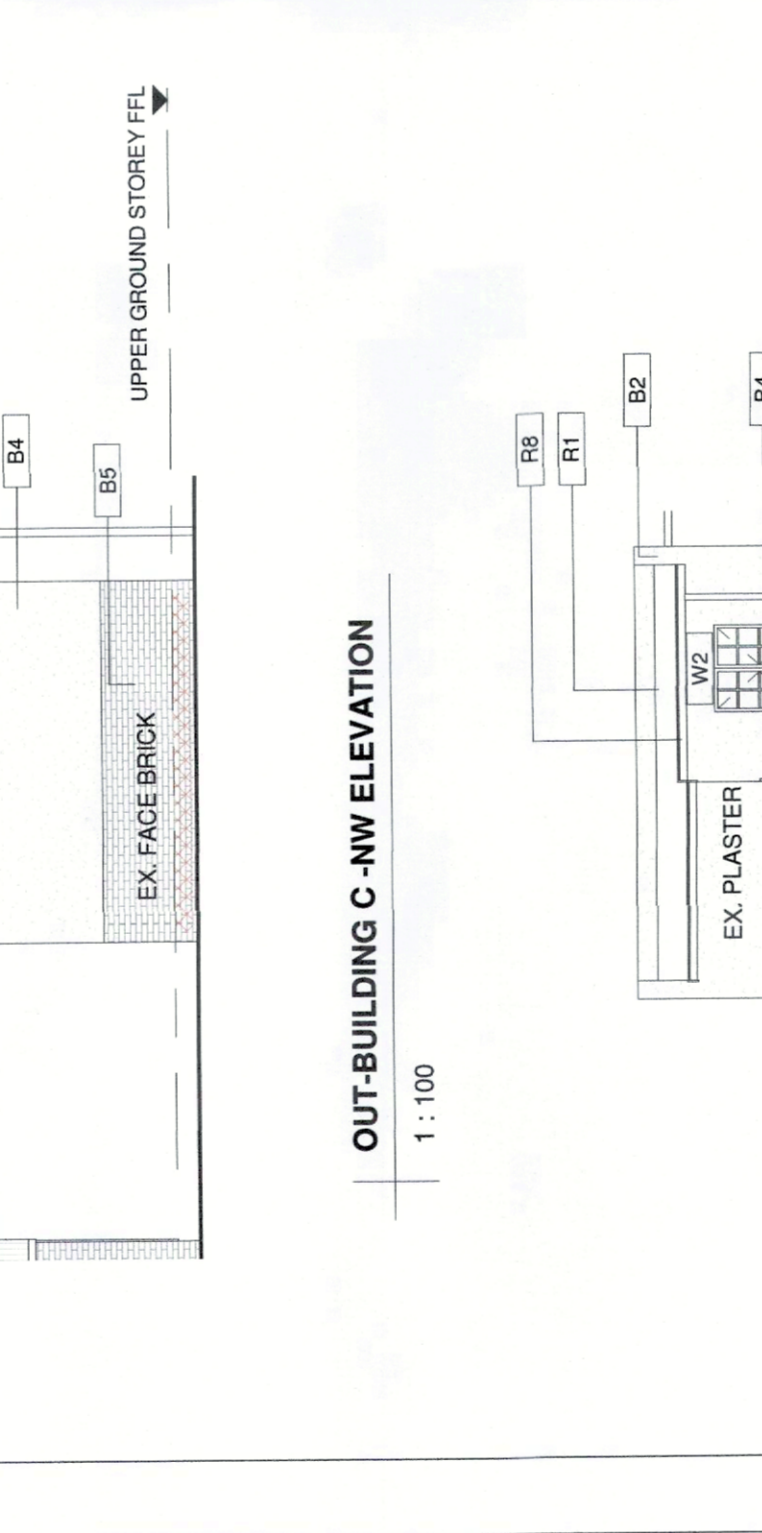 B4
B5
UPPER GROUND STOREY FFL
EX. FACE BRICK
OUT-BUILDING C -NW ELEVATION
1 : 100
R8
R1
B2
W2
EX. PLASTER